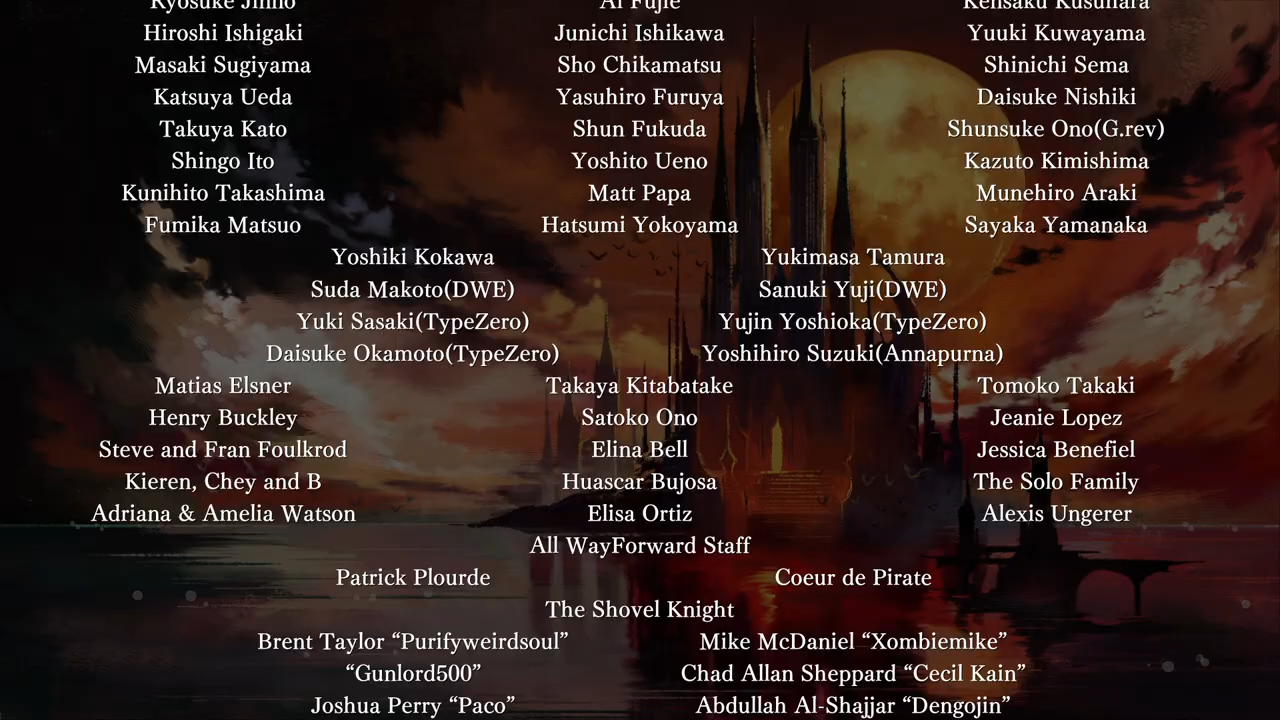 Ryosuke Jinno Ai Fujie Kensaku Kusuhara
Hiroshi Ishigaki Junichi Ishikawa Yuuki Kuwayama
Masaki Sugiyama Sho Chikamatsu Shinichi Sema
Katsuya Ueda Yasuhiro Furuya Daisuke Nishiki
Takuya Kato Shun Fukuda Shunsuke Ono(G.rev)
Shingo Ito Yoshito Ueno Kazuto Kimishima
Kunihito Takashima Matt Papa Munehiro Araki
Fumika Matsuo Hatsumi Yokoyama Sayaka Yamanaka
Yoshiki Kokawa Yukimasa Tamura
Suda Makoto(DWE) Sanuki Yuji(DWE)
Yuki Sasaki(TypeZero) Yujin Yoshioka(TypeZero)
Daisuke Okamoto(TypeZero) Yoshihiro Suzuki(Annapurna)
Matias Elsner Takaya Kitabatake Tomoko Takaki
Henry Buckley Satoko Ono Jeanie Lopez
Steve and Fran Foulkrod Elina Bell Jessica Benefiel
Kieren, Chey and B Huascar Bujosa The Solo Family
Adriana & Amelia Watson Elisa Ortiz Alexis Ungerer
All WayForward Staff
Patrick Plourde Coeur de Pirate
The Shovel Knight
Brent Taylor “Purifyweirdsoul” Mike McDaniel “Xombiemike”
“Gunlord500” Chad Allan Sheppard “Cecil Kain”
Joshua Perry “Paco” Abdullah Al-Shajjar “Dengojin”